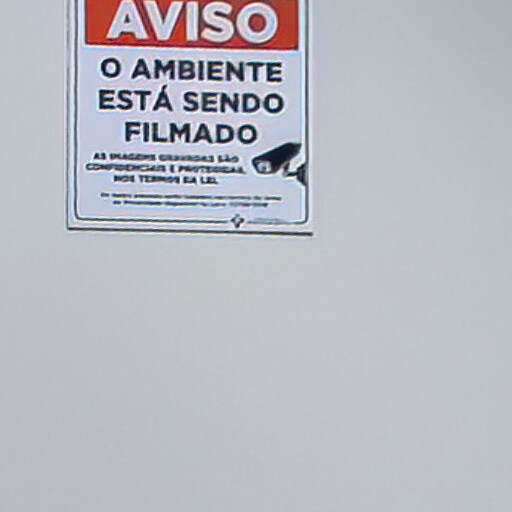 AVISO
O AMBIENTE
ESTÁ SENDO
FILMADO
AS IMAGENS GRAVADAS SÃO
CONFIDENCIAIS E PROTEGIDAS,
NOS TERMOS DA LEI.